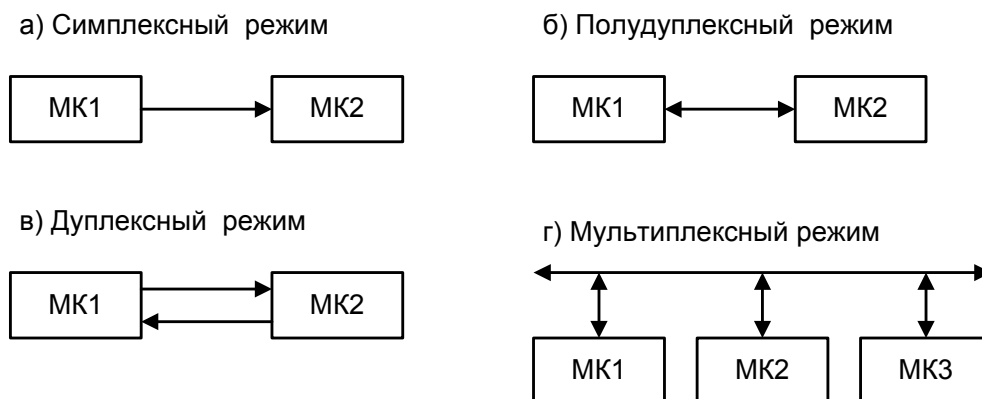 а) Симплексный режим
б) Полудуплексный режим
МК1
МК2
МК1
МК2
в) Дуплексный режим
г) Мультиплексный режим
МК1
МК2
МК1
МК2
МК3